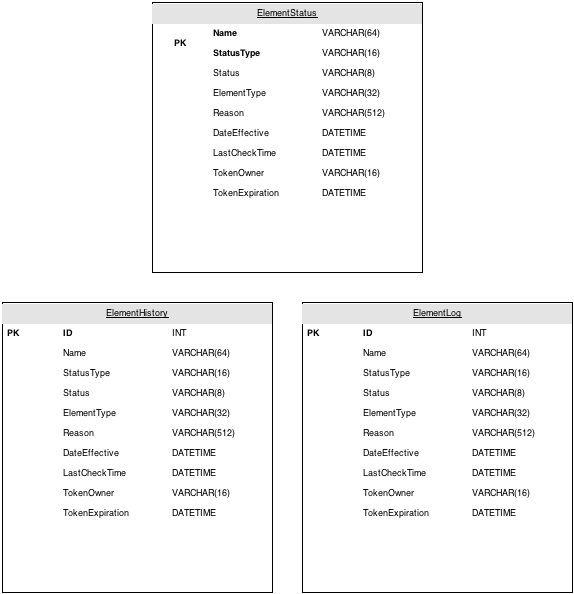 ElementStatus
Name VARCHAR(64)
PK
StatusType VARCHAR(16)
Status VARCHAR(8)
ElementType VARCHAR(32)
Reason VARCHAR(512)
DateEffective DATETIME
LastCheckTime DATETIME
TokenOwner VARCHAR(16)
TokenExpiration DATETIME
ElementHistory
PK ID INT
Name VARCHAR(64)
StatusType VARCHAR(16)
Status VARCHAR(8)
ElementType VARCHAR(32)
Reason VARCHAR(512)
DateEffective DATETIME
LastCheckTime DATETIME
TokenOwner VARCHAR(16)
TokenExpiration DATETIME
ElementLog
PK ID INT
Name VARCHAR(64)
StatusType VARCHAR(16)
Status VARCHAR(8)
ElementType VARCHAR(32)
Reason VARCHAR(512)
DateEffective DATETIME
LastCheckTime DATETIME
TokenOwner VARCHAR(16)
TokenExpiration DATETIME